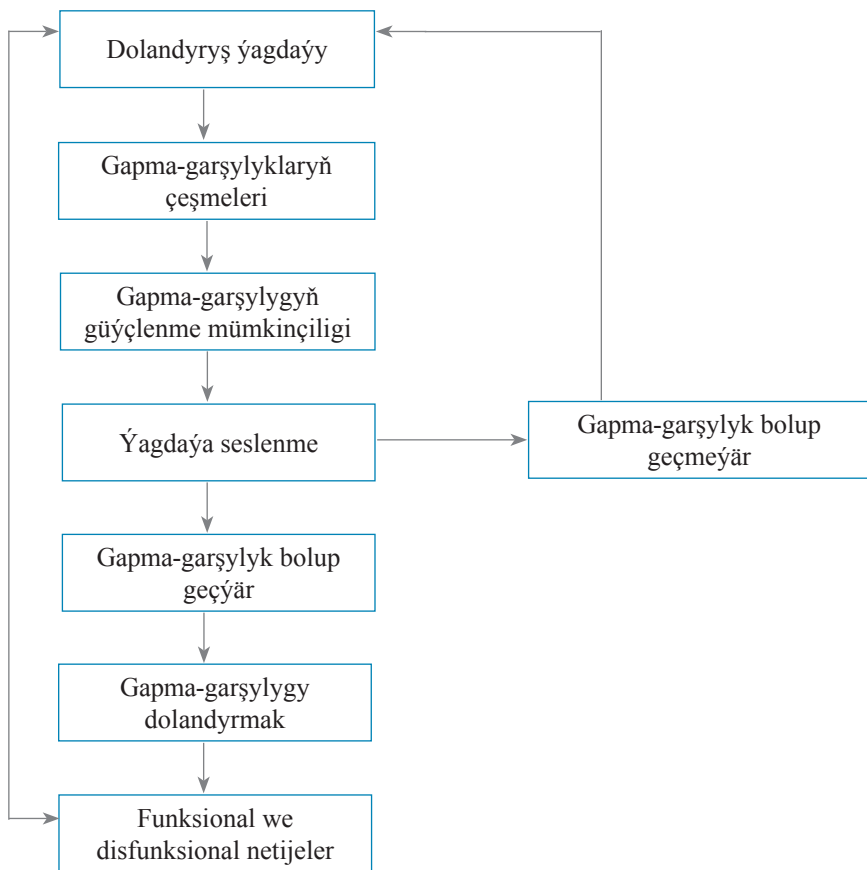 Dolandyryş ýagdaýy
Gapma-garşylyklaryň
çeşmeleri
Gapma-garşylygyň
güýçlenme mümkinçiligi
Ýagdaýa seslenme
Gapma-garşylyk bolup
geçmeýär
Gapma-garşylyk bolup
geçýär
Gapma-garşylygy
dolandyrmak
Funksional we
disfunksional netijeler